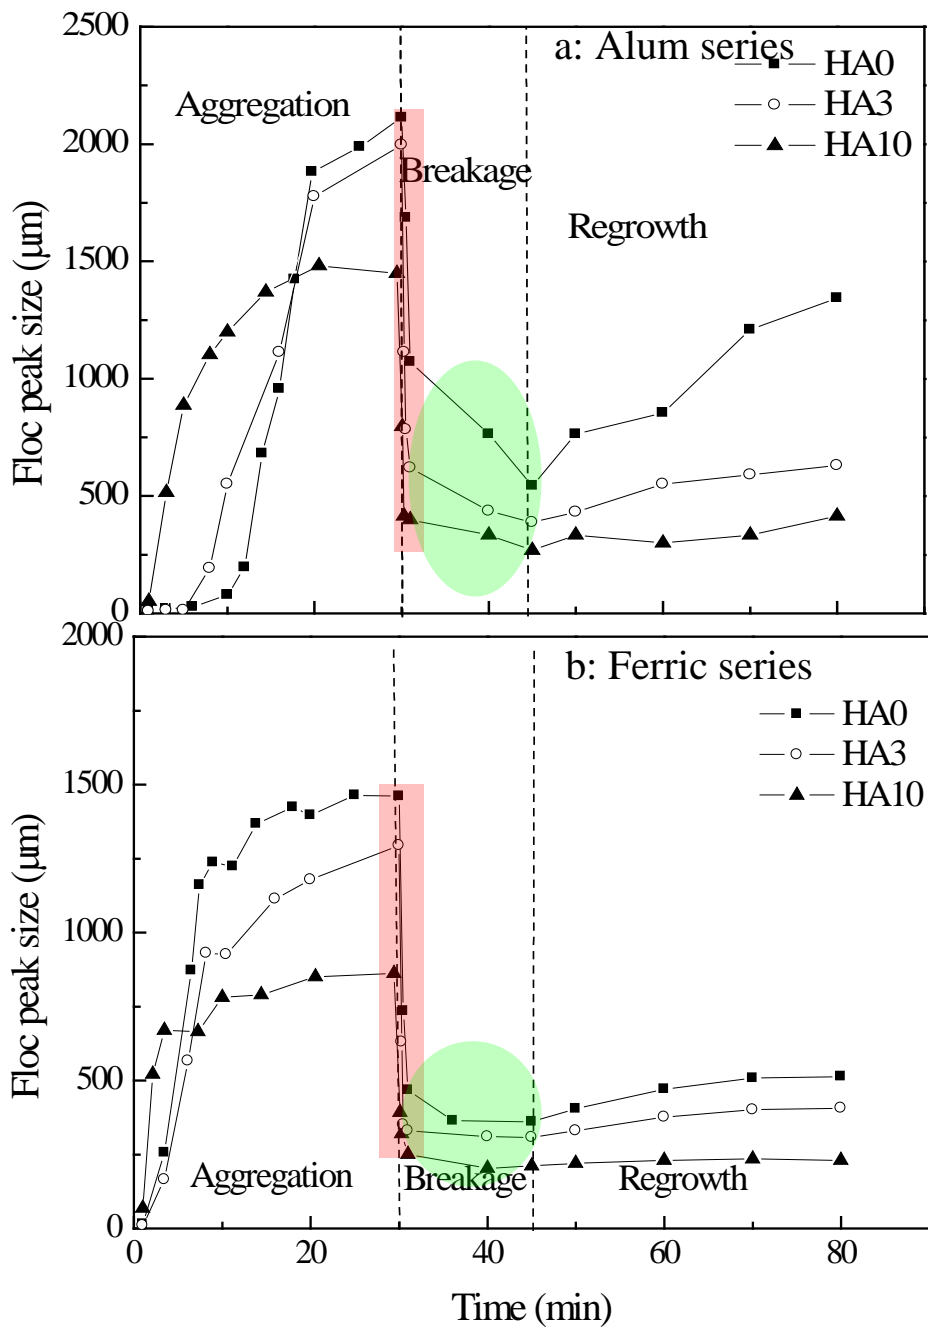 a: Alum series
HA0
HA3
HA10
Aggregation
Breakage
Regrowth
Floc peak size (μm)
2500
2000
1500
1000
500
0
b: Ferric series
HA0
HA3
HA10
Aggregation
Breakage
Regrowth
Floc peak size (μm)
2000
1500
1000
500
0
0 20 40 60 80
Time (min)